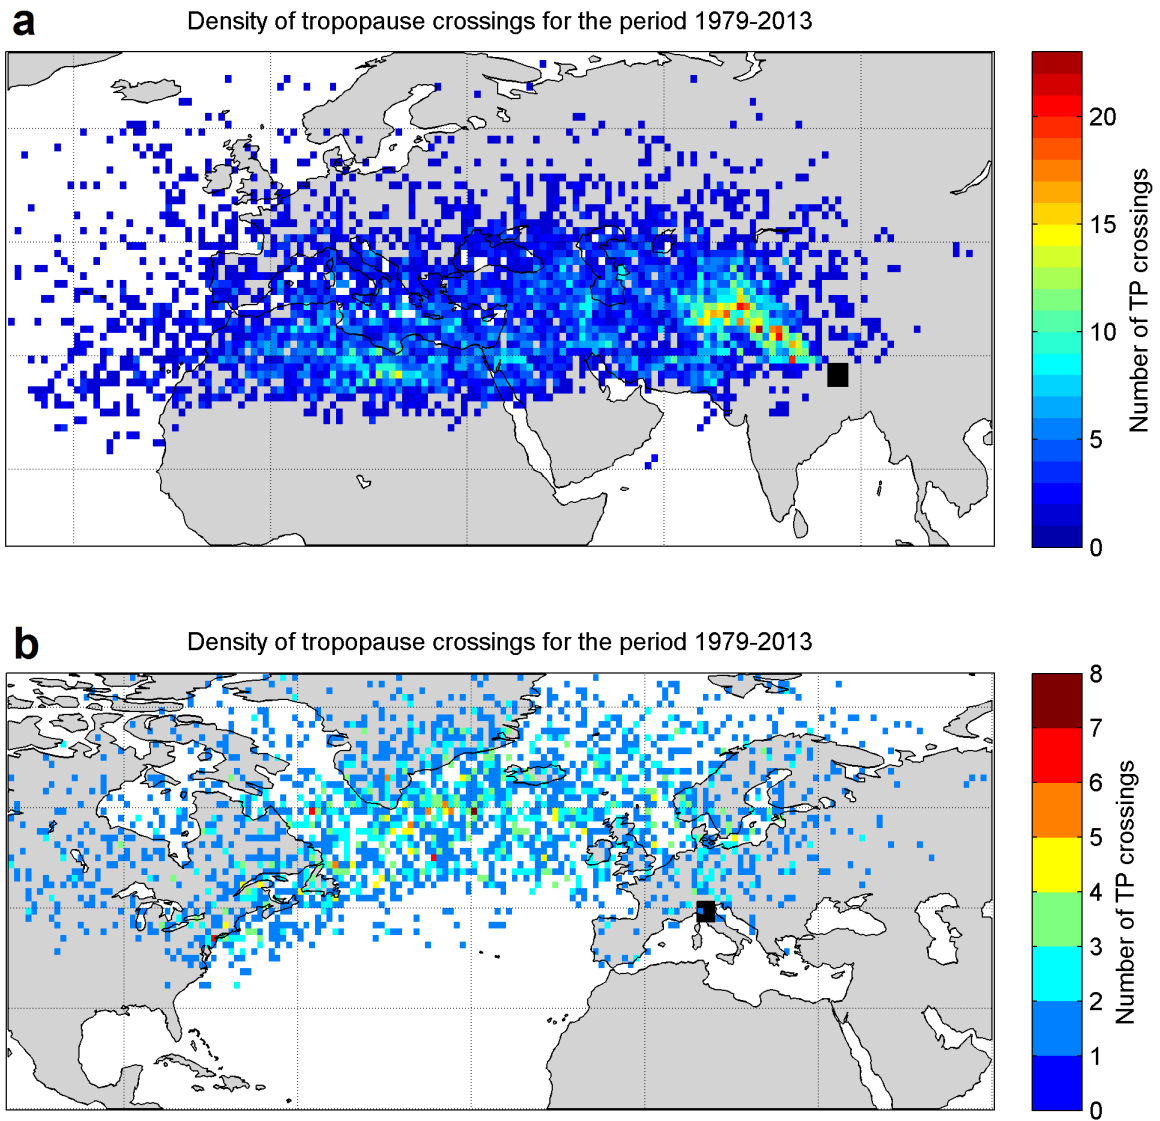 a
Density of tropopause crossings for the period 1979-2013
20
15
10
5
0
Number of TP crossings
b
Density of tropopause crossings for the period 1979-2013
8
7
6
5
4
3
2
1
0
Number of TP crossings